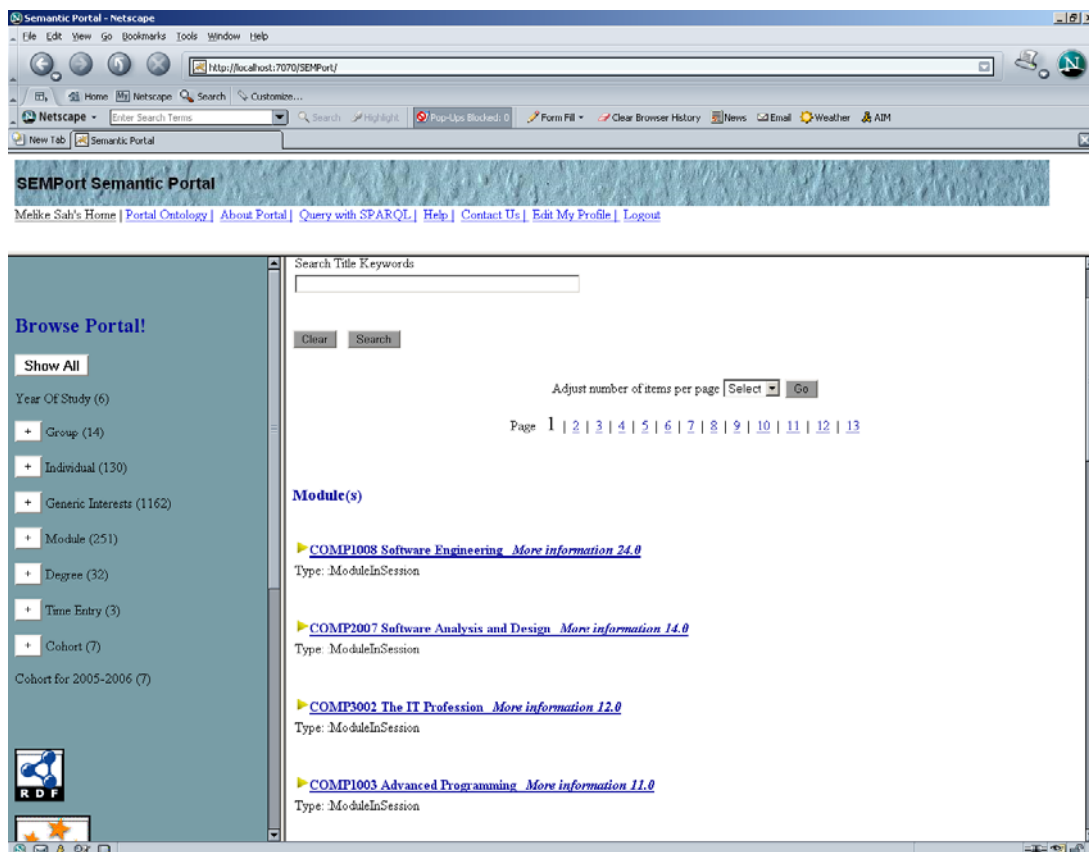 Semantic Portal - Netscape
File Edit View Go Bookmarks Tools Window Help
http://localhost:7070/SEMPort/
Home Netscape Search Customize...
Netscape Enter Search Terms Search Highlight Pop-Ups Blocked: 0 Form Fill Clear Browser History News Email Weather AIM
New Tab Semantic Portal
SEMPort Semantic Portal
Melike Sah's Home | Portal Ontology | About Portal | Query with SPARQL | Help | Contact Us | Edit My Profile | Logout
Browse Portal!
Show All
Year Of Study (6)
+ Group (14)
+ Individual (130)
+ Generic Interests (1162)
+ Module (251)
+ Degree (32)
+ Time Entry (3)
+ Cohort (7)
Cohort for 2005-2006 (7)
RDF
Search Title Keywords
Clear Search
Adjust number of items per page Select Go
Page 1 | 2 | 3 | 4 | 5 | 6 | 7 | 8 | 9 | 10 | 11 | 12 | 13
Module(s)
COMP1008 Software Engineering More information 24.0
Type: :ModuleInSession
COMP2007 Software Analysis and Design More information 14.0
Type: :ModuleInSession
COMP3002 The IT Profession More information 12.0
Type: :ModuleInSession
COMP1003 Advanced Programming More information 11.0
Type: :ModuleInSession